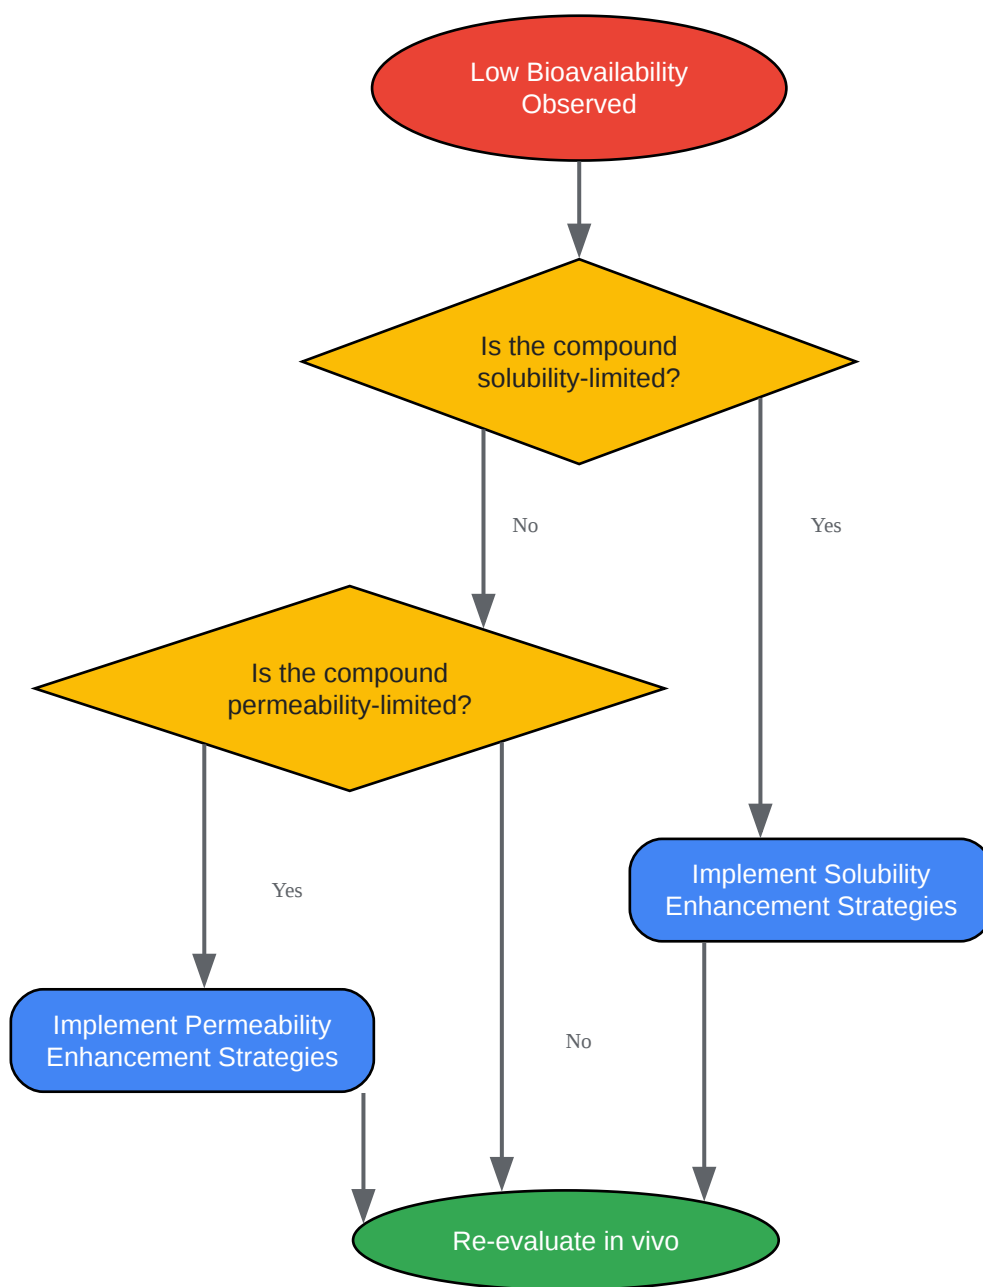 Low Bioavailability
Observed
Is the compound
solubility-limited?
No
Yes
Is the compound
permeability-limited?
Implement Solubility
Enhancement Strategies
Yes
Implement Permeability
Enhancement Strategies
No
Re-evaluate in vivo